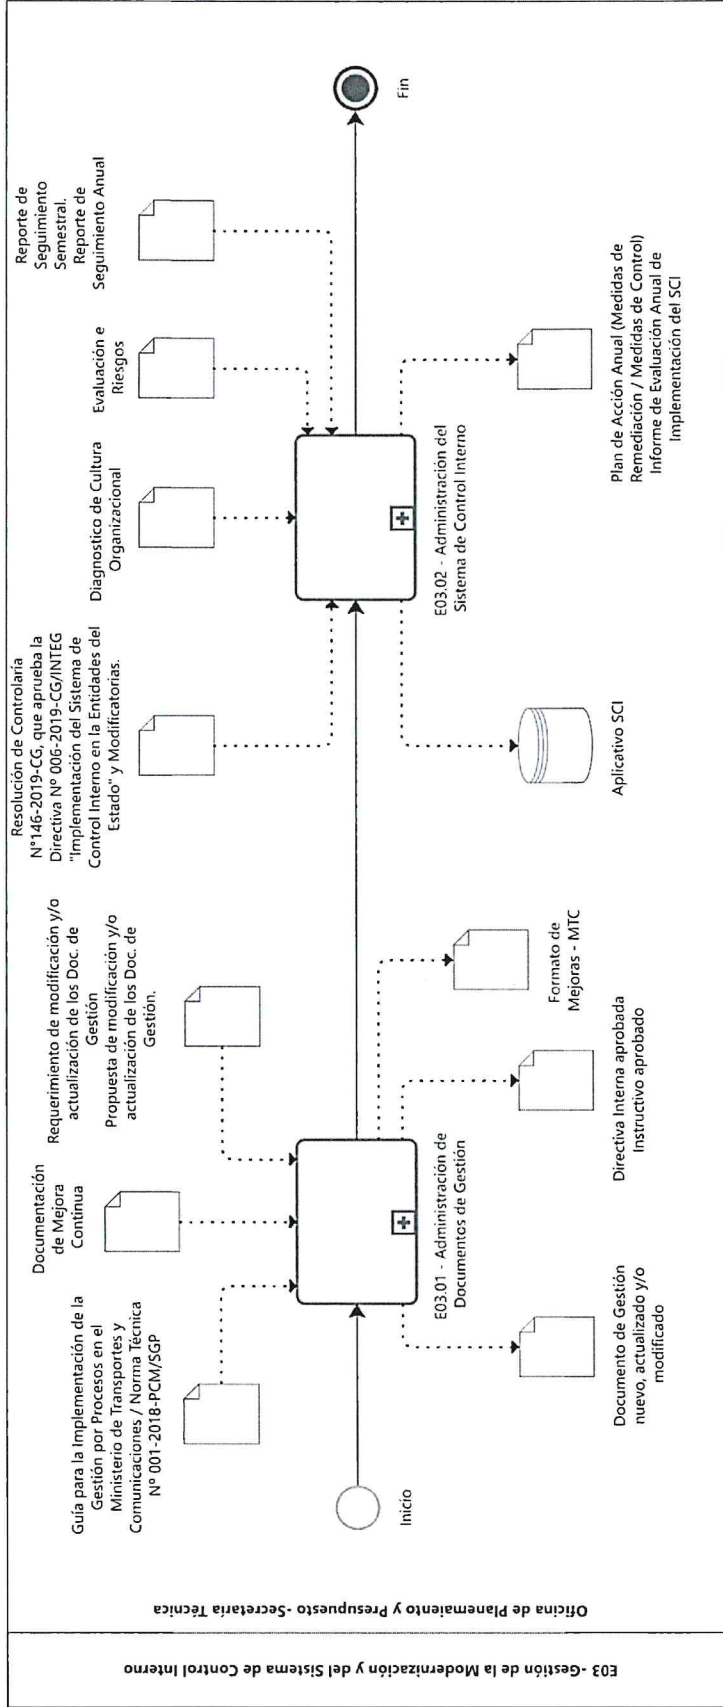 E03 - Gestión de la Modernización y del Sistema de Control Interno
Oficina de Planemaiento y Presupuesto -Secretaría Técnica
Inicio
Guía para la Implementación de la
Gestión por Procesos en el
Ministerio de Transportes y
Comunicaciones / Norma Técnica
Nº 001-2018-PCM/SGP
Documentación
de Mejora
Continua
Requerimiento de modificación y/o
actualización de los Doc. de
Gestión
Propuesta de modificación y/o
actualización de los Doc. de
Gestión.
E03.01 - Administración de
Documentos de Gestión
Documento de Gestión
nuevo, actualizado y/o
modificado
Directiva Interna aprobada
Instructivo aprobado
Formato de
Mejoras - MTC
Resolución de Controlaría
N°146-2019-CG, que aprueba la
Directiva Nº 006-2019-CG/INTEG
"Implementación del Sistema de
Control Interno en la Entidades del
Estado" y Modificatorias.
Diagnostico de Cultura
Organizacional
Evaluación e
Riesgos
Reporte de
Seguimiento
Semestral.
Reporte de
Seguimiento Anual
E03.02 - Administración del
Sistema de Control Interno
Aplicativo SCI
Plan de Acción Anual (Medidas de
Remediación / Medidas de Control)
Informe de Evaluación Anual de
Implementación del SCI
Fin